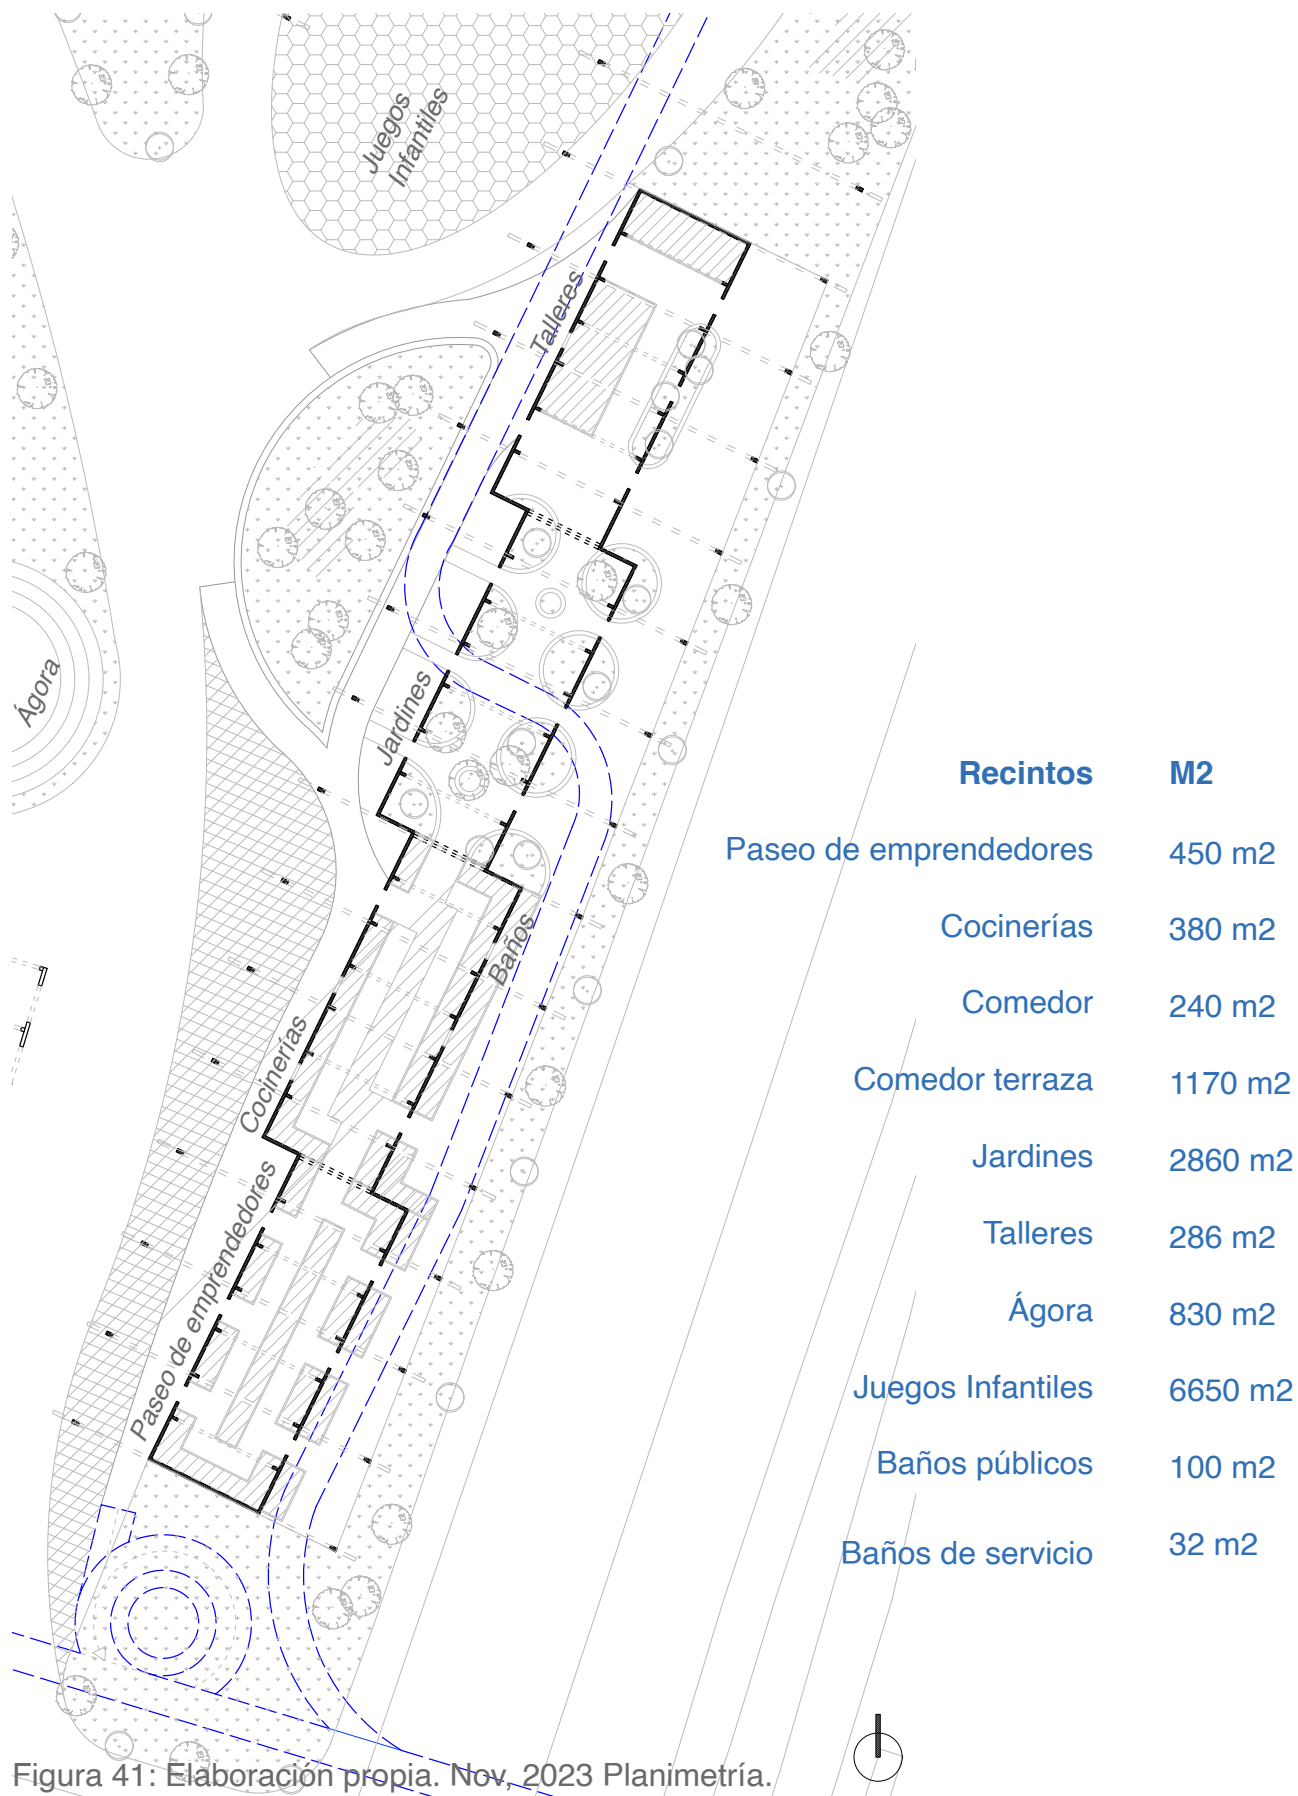 Juegos
Infantiles
Talleres
Ágora
Jardines
Baños
Cocinerías
Paseo de emprendedores
Recintos M2
Paseo de emprendedores 450 m2
Cocinerías 380 m2
Comedor 240 m2
Comedor terraza 1170 m2
Jardines 2860 m2
Talleres 286 m2
Ágora 830 m2
Juegos Infantiles 6650 m2
Baños públicos 100 m2
Baños de servicio 32 m2
Figura 41: Elaboración propia. Nov, 2023 Planimetría.